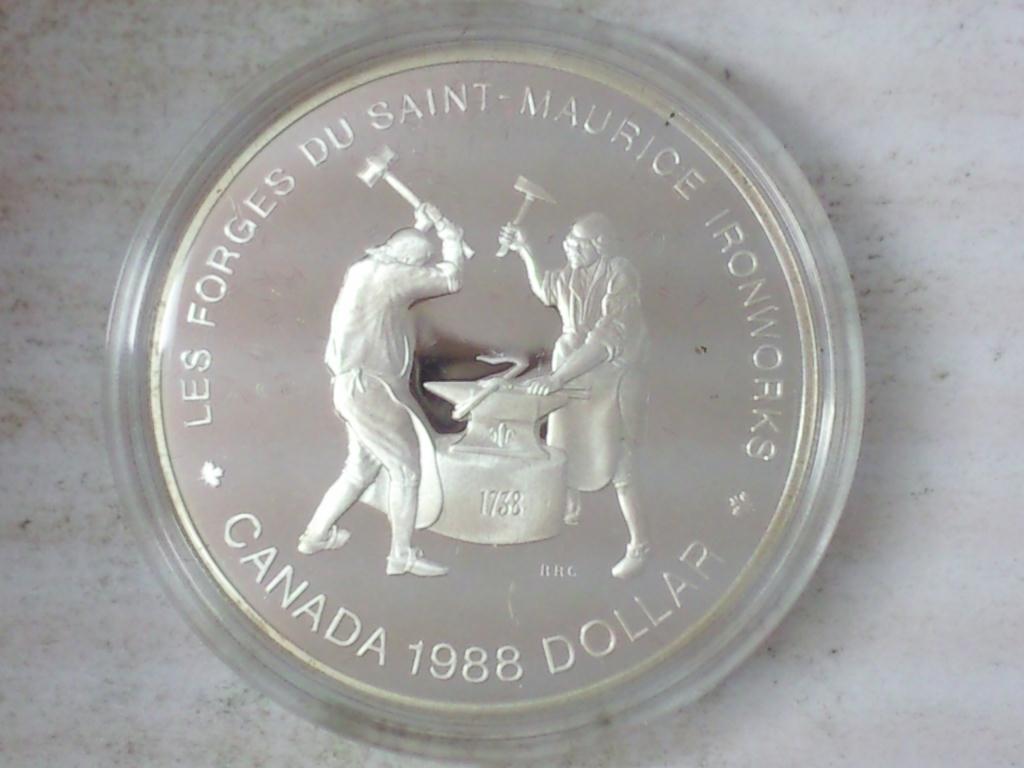 LES FORGES DU SAINT-MAURICE IRONWORKS
1738
RRC
CANADA 1988 DOLLAR